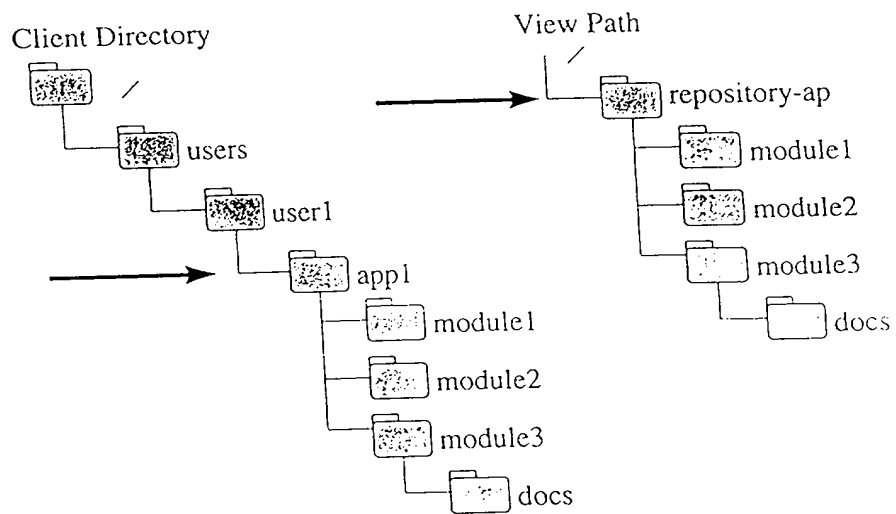 Client Directory
/
users
user1
app1
module1
module2
module3
docs
View Path
/
repository-ap
module1
module2
module3
docs